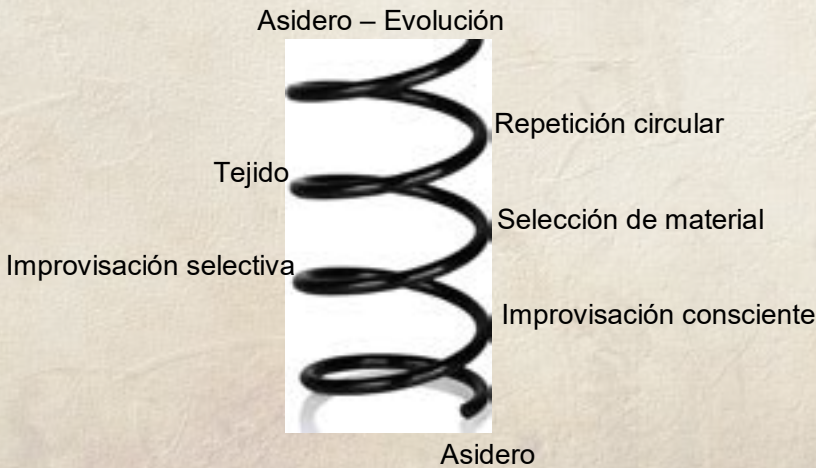 Asidero – Evolución
Repetición circular
Tejido
Selección de material
Improvisación selectiva
Improvisación consciente
Asidero